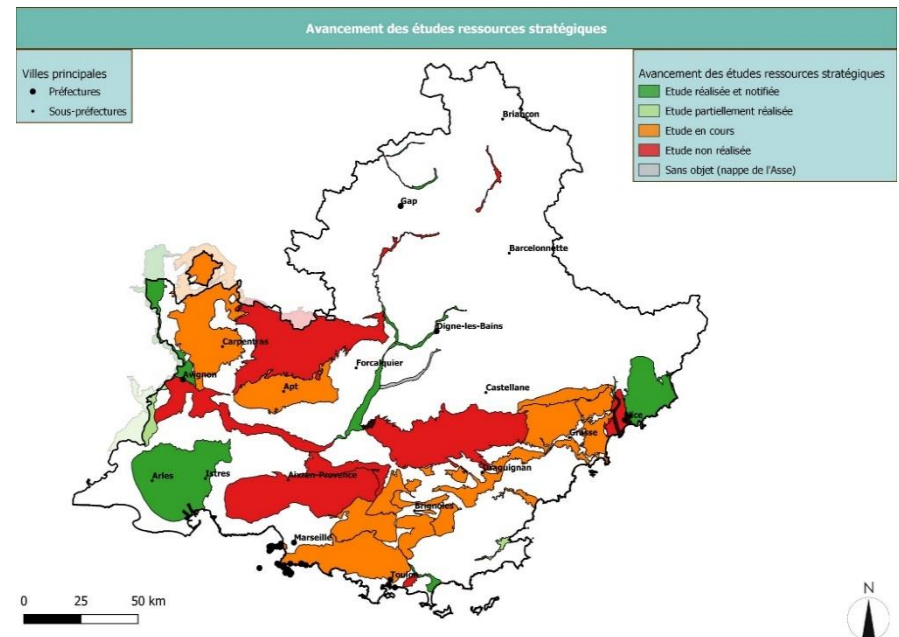 Avancement des études ressources stratégiques
Villes principales
Préfectures
Sous-préfectures
Avancement des études ressources stratégiques
Etude réalisée et notifiée
Etude partiellement réalisée
Etude en cours
Etude non réalisée
Sans objet (nappe de l'Asse)
Briançon
Gap
Barcelonnette
Digne-les-Bains
Carpentras
Forcalquier
Avignon
Apt
Castellane
Nice
Grasse
Draguignan
Arles
Istres
Aix-en-Provence
Brignoles
Marseille
Toulon
0 25 50 km
N